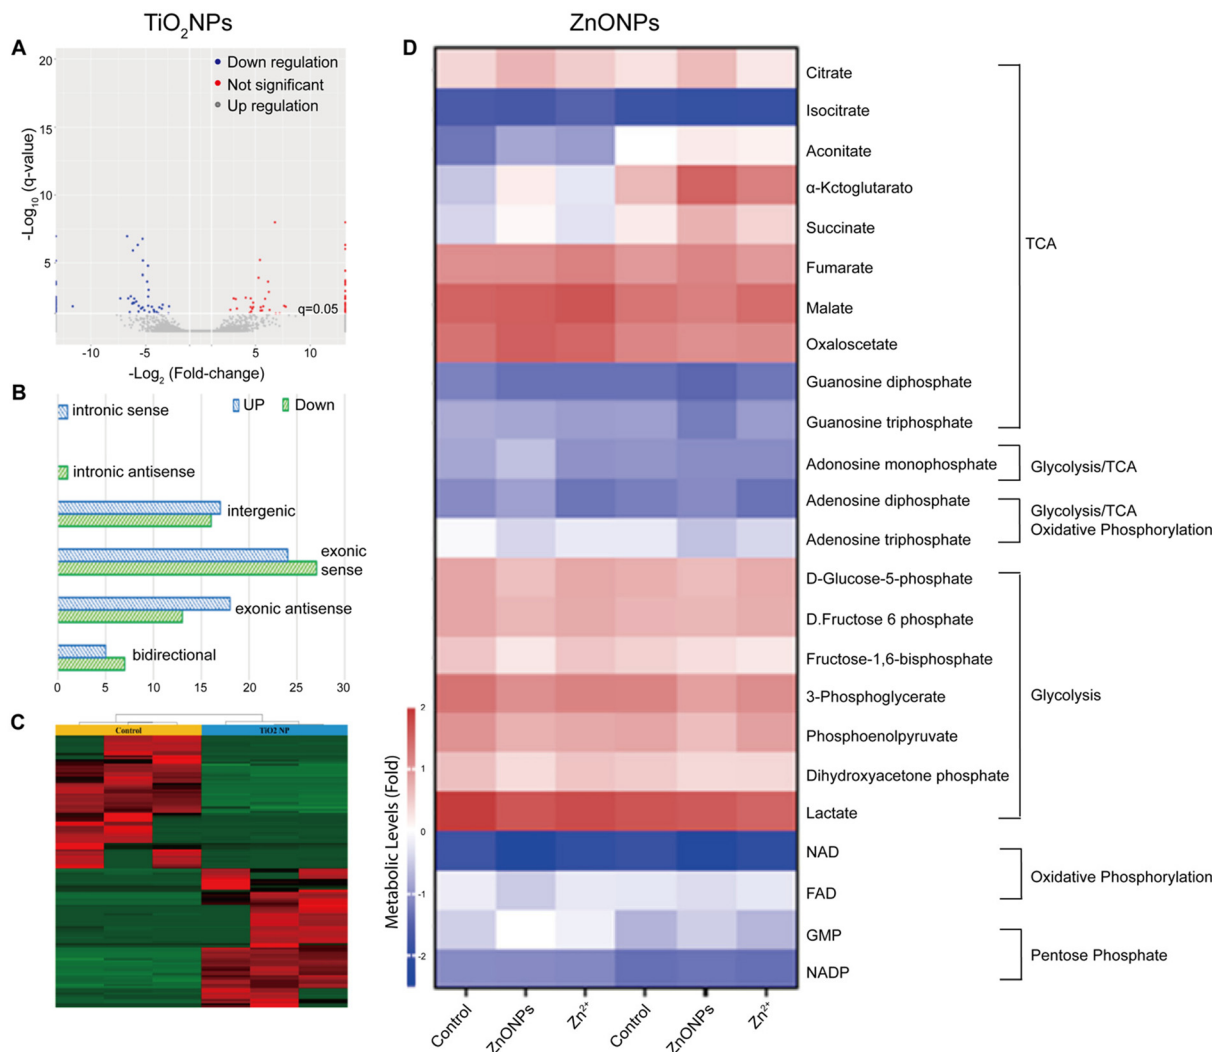 TiO2NPs
ZnONPs
A
20
15
10
5
-Log10 (q-value)
Down regulation
Not significant
Up regulation
q=0.05
-10
-5
5
10
-Log2 (Fold-change)
B
UP
Down
intronic sense
intronic antisense
intergenic
exonic
sense
exonic antisense
bidirectional
0
5
10
15
20
25
30
C
Control
TiO2 NP
D
Citrate
Isocitrate
Aconitate
α-Kctoglutarato
Succinate
Fumarate
Malate
Oxaloscetate
Guanosine diphosphate
Guanosine triphosphate
Adonosine monophosphate
Adenosine diphosphate
Adenosine triphosphate
D-Glucose-5-phosphate
D.Fructose 6 phosphate
Fructose-1,6-bisphosphate
3-Phosphoglycerate
Phosphoenolpyruvate
Dihydroxyacetone phosphate
Lactate
NAD
FAD
GMP
NADP
TCA
Glycolysis/TCA
Glycolysis/TCA
Oxidative Phosphorylation
Glycolysis
Oxidative Phosphorylation
Pentose Phosphate
Metabolic Levels (Fold)
2
1
0
-1
-2
Control
ZnONPs
Zn2+
Control
ZnONPs
Zn2+